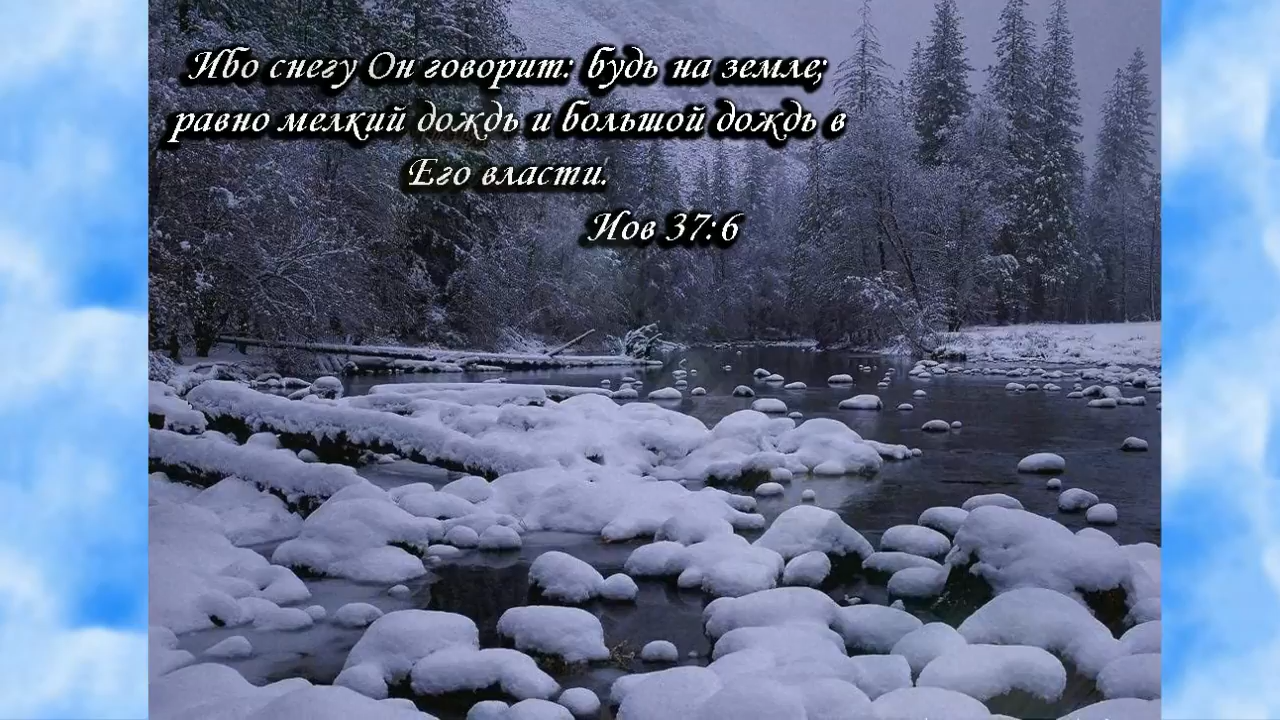 Ибо снегу Он говорит: будь на земле;
равно мелкий дождь и большой дождь в
Его власти.
Иов 37:6